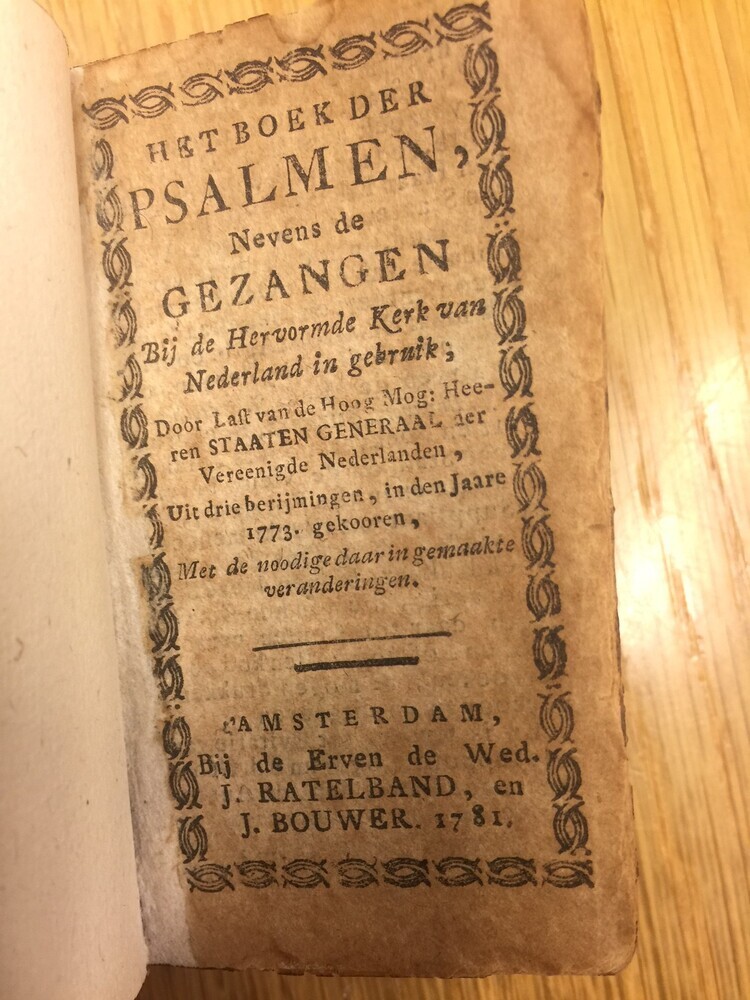 HET BOEK DER
PSALMEN,
Nevens de
GEZANGEN
Bij de Hervormde Kerk van
Nederland in gebruik;
Door Laſt van de Hoog Mog: Hee-
ren STAATEN GENERAAL der
Vereenigde Nederlanden,
Uit drie berijmingen, in den Jaare
1773. gekooren,
Met de noodige daar in gemaakte
veranderingen.
t'AMSTERDAM,
Bij de Erven de Wed.
J. RATELBAND, en
J. BOUWER. 1781.